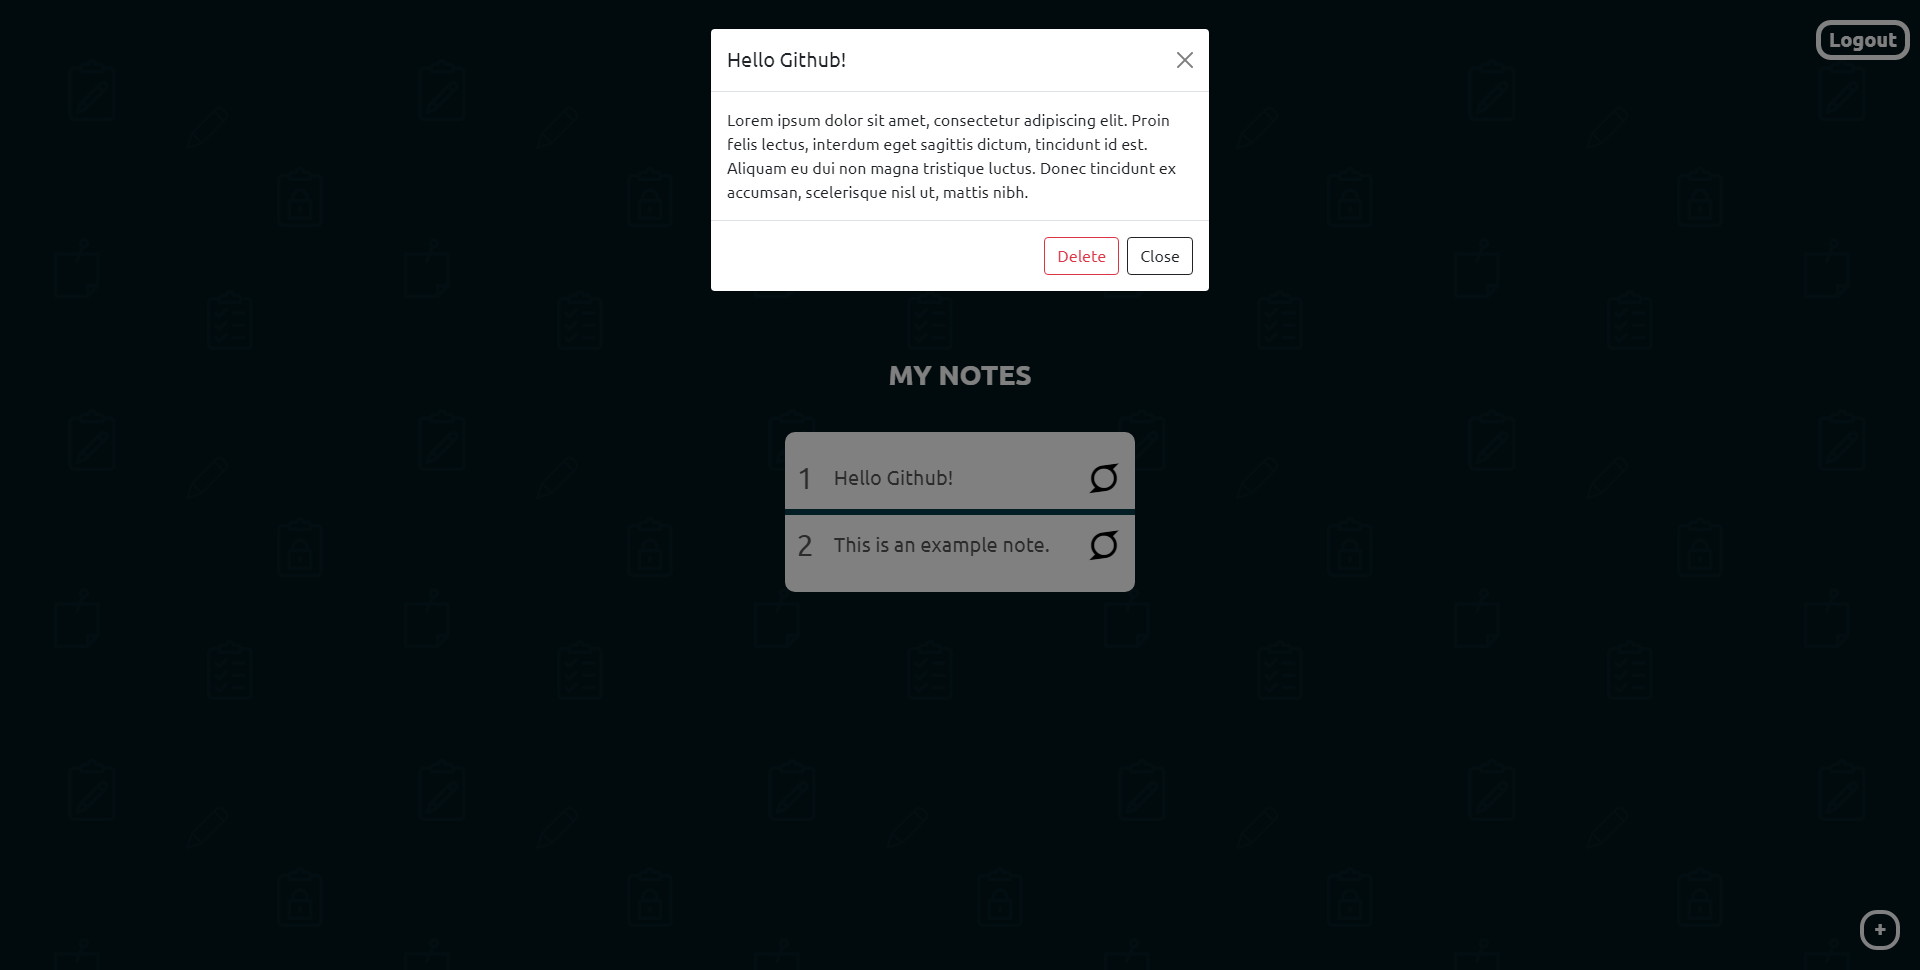 Hello Github!
Logout
Lorem ipsum dolor sit amet, consectetur adipiscing elit. Proin
felis lectus, interdum eget sagittis dictum, tincidunt id est.
Aliquam eu dui non magna tristique luctus. Donec tincidunt ex
accumsan, scelerisque nisl ut, mattis nibh.
Delete Close
MY NOTES
1 Hello Github!
2 This is an example note.
+